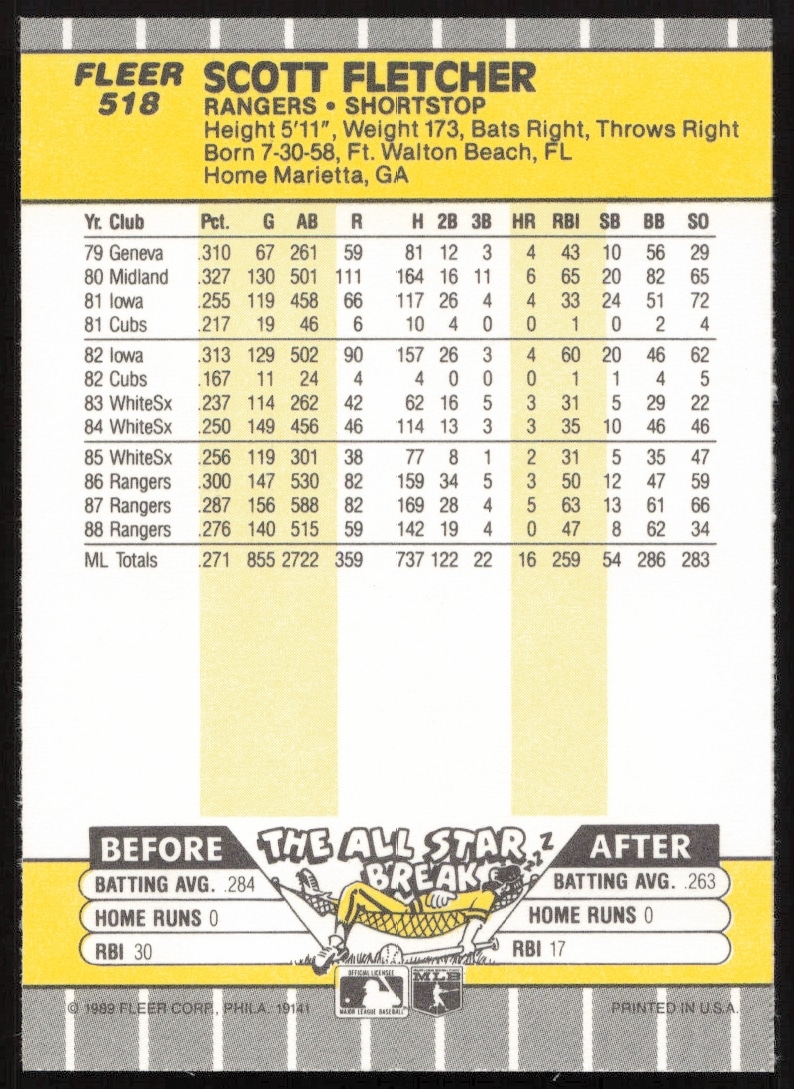 FLEER
518
SCOTT FLETCHER
RANGERS • SHORTSTOP
Height 5'11", Weight 173, Bats Right, Throws Right
Born 7-30-58, Ft. Walton Beach, FL
Home Marietta, GA
Yr. Club Pct. G AB R H 2B 3B HR RBI SB BB SO
79 Geneva .310 67 261 59 81 12 3 4 43 10 56 29
80 Midland .327 130 501 111 164 16 11 6 65 20 82 65
81 Iowa .255 119 458 66 117 26 4 4 33 24 51 72
81 Cubs .217 19 46 6 10 4 0 0 1 0 2 4
82 Iowa .313 129 502 90 157 26 3 4 60 20 46 62
82 Cubs .167 11 24 4 4 0 0 0 1 1 4 5
83 WhiteSx .237 114 262 42 62 16 5 3 31 5 29 22
84 WhiteSx .250 149 456 46 114 13 3 3 35 10 46 46
85 WhiteSx .256 119 301 38 77 8 1 2 31 5 35 47
86 Rangers .300 147 530 82 159 34 5 3 50 12 47 59
87 Rangers .287 156 588 82 169 28 4 5 63 13 61 66
88 Rangers .276 140 515 59 142 19 4 0 47 8 62 34
ML Totals .271 855 2722 359 737 122 22 16 259 54 286 283
BEFORE
THE ALL STAR
BREAK
ZZZZ
AFTER
BATTING AVG. .284
HOME RUNS 0
RBI 30
BATTING AVG. .263
HOME RUNS 0
RBI 17
OFFICIAL LICENSEE
MAJOR LEAGUE BASEBALL
MLB
© 1989 FLEER CORP., PHILA. 19141
PRINTED IN U.S.A.